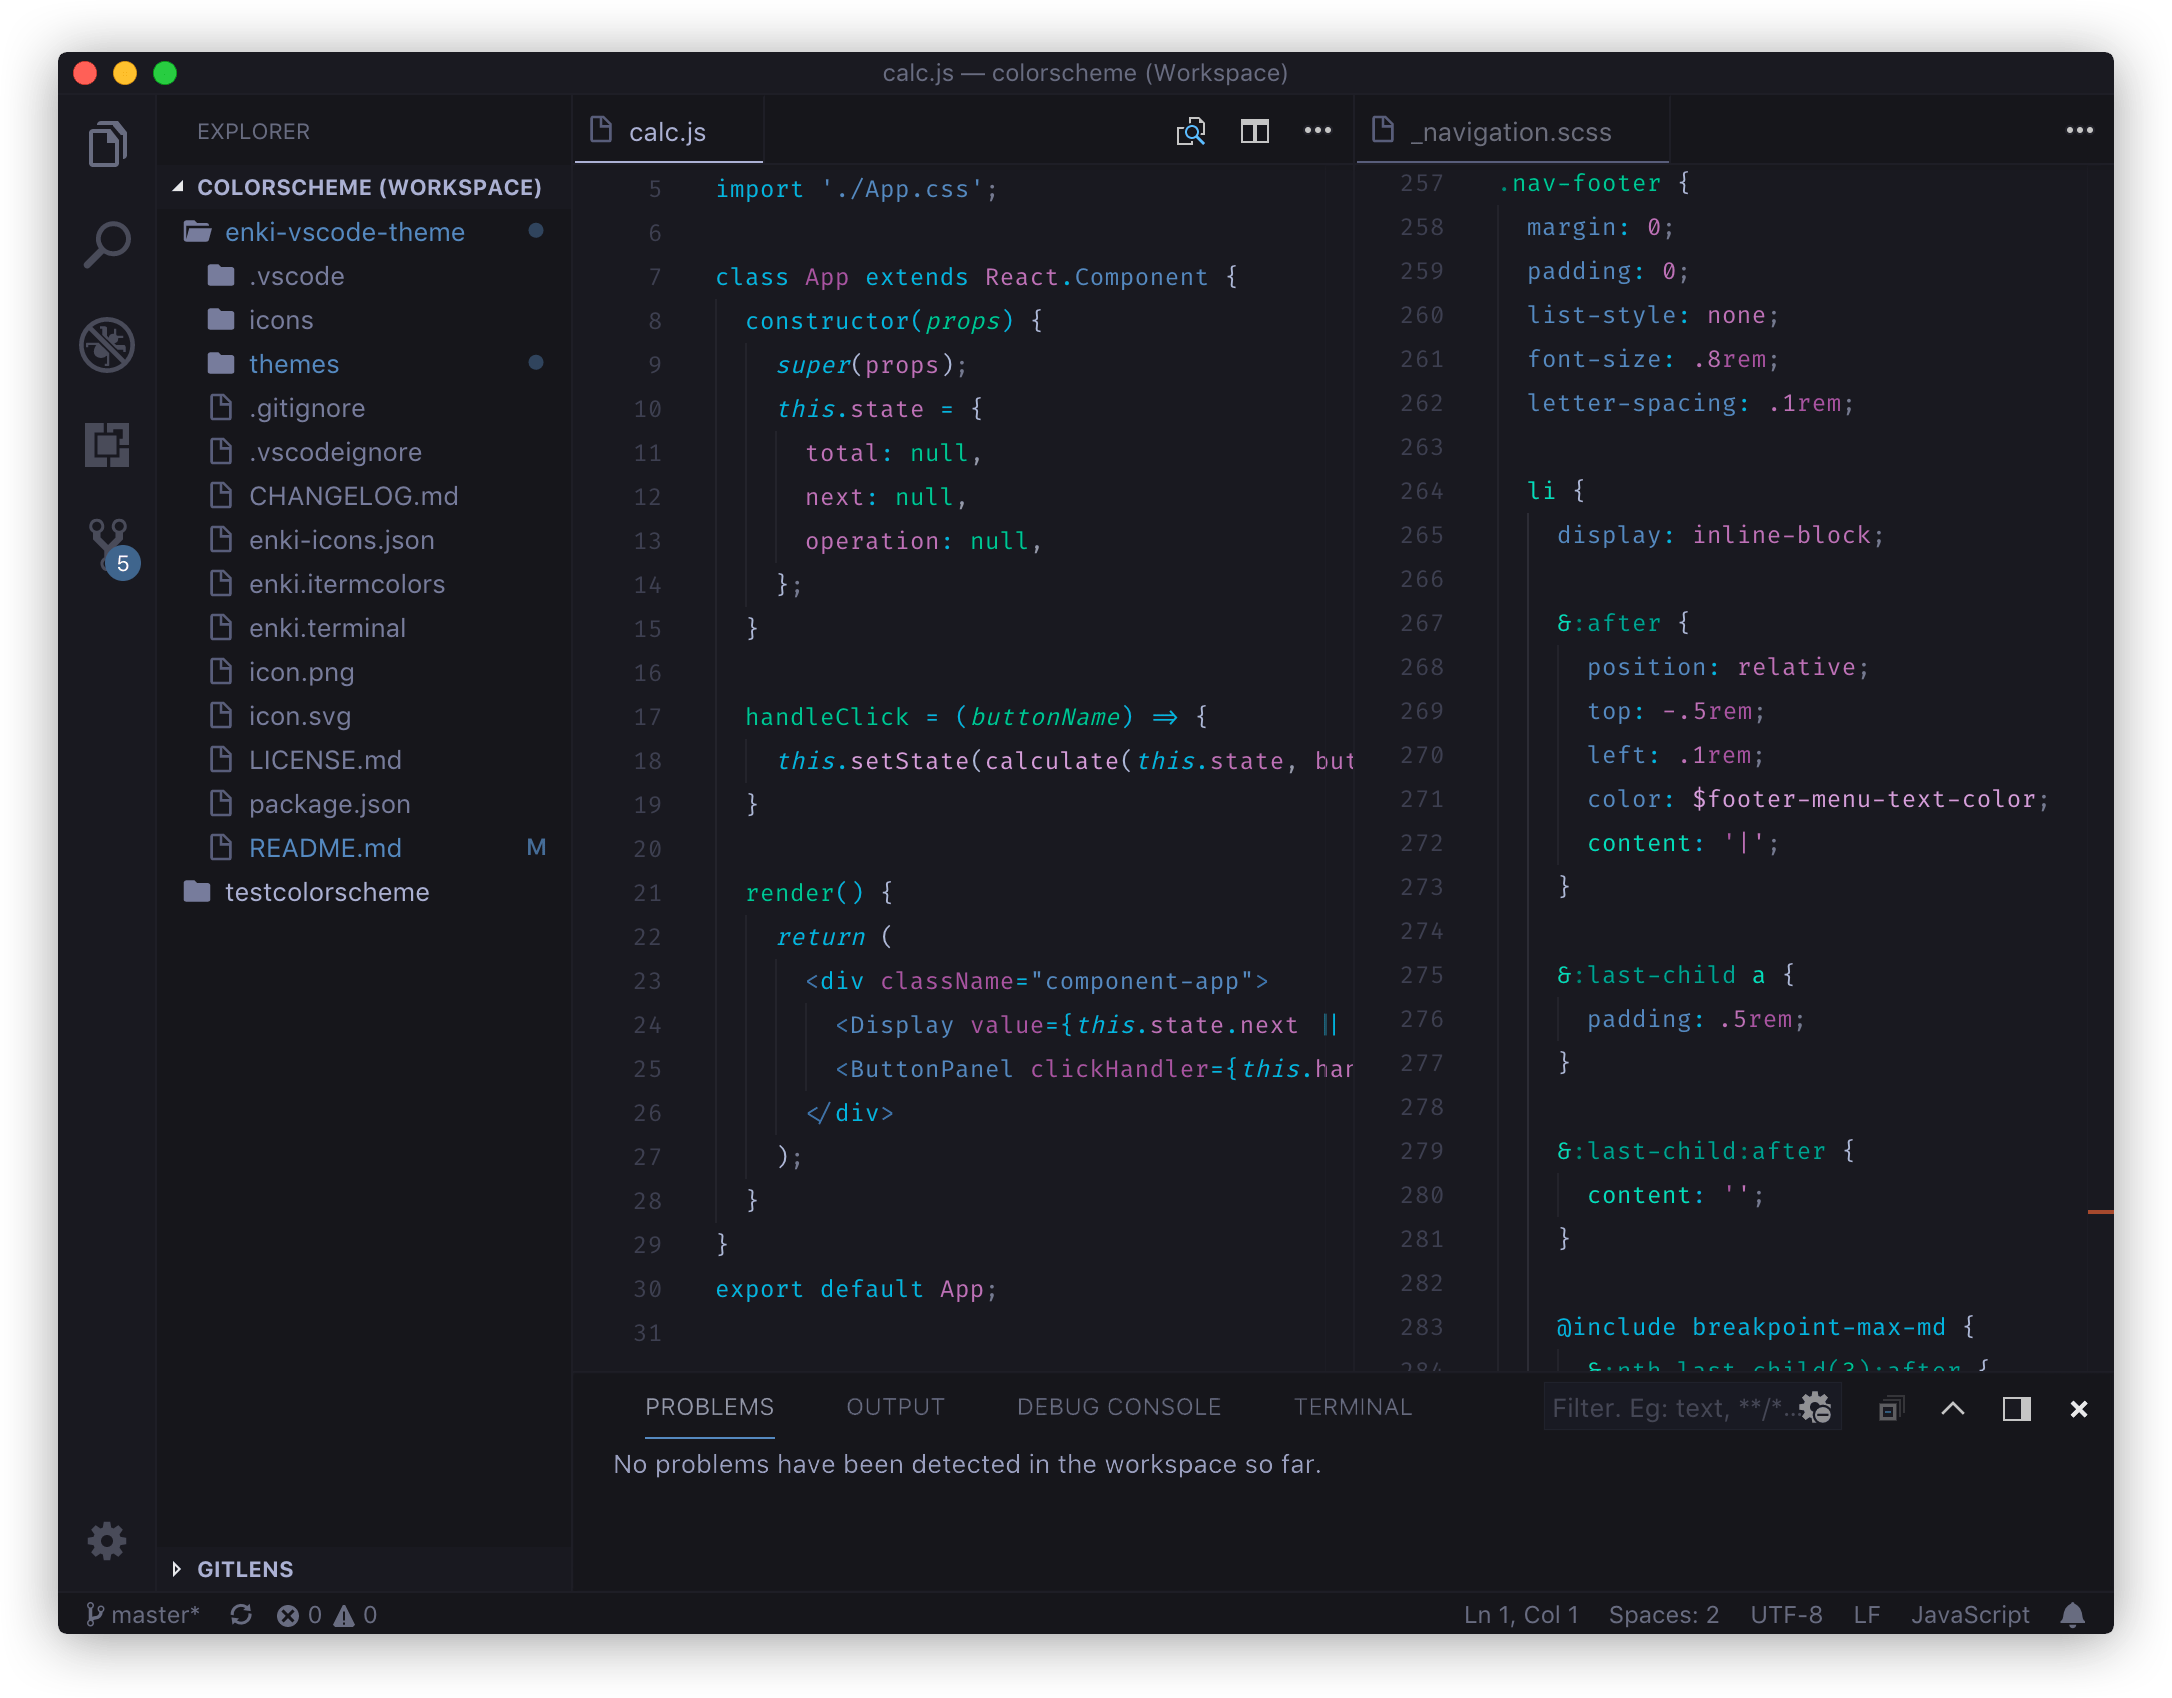 calc.js — colorscheme (Workspace)
EXPLORER
COLORSCHEME (WORKSPACE)
enki-vscode-theme
.vscode
icons
themes
.gitignore
.vscodeignore
CHANGELOG.md
enki-icons.json
enki.itermcolors
enki.terminal
icon.png
icon.svg
LICENSE.md
package.json
README.md M
testcolorscheme
5
GITLENS
calc.js
5 import './App.css';
6
7 class App extends React.Component {
8 constructor(props) {
9 super(props);
10 this.state = {
11 total: null,
12 next: null,
13 operation: null,
14 };
15 }
16
17 handleClick = (buttonName) => {
18 this.setState(calculate(this.state, but
19 }
20
21 render() {
22 return (
23 <div className="component-app">
24 <Display value={this.state.next ||
25 <ButtonPanel clickHandler={this.han
26 </div>
27 );
28 }
29 }
30 export default App;
31
_navigation.scss
257 .nav-footer {
258 margin: 0;
259 padding: 0;
260 list-style: none;
261 font-size: .8rem;
262 letter-spacing: .1rem;
263
264 li {
265 display: inline-block;
266
267 &:after {
268 position: relative;
269 top: -.5rem;
270 left: .1rem;
271 color: $footer-menu-text-color;
272 content: '|';
273 }
274
275 &:last-child a {
276 padding: .5rem;
277 }
278
279 &:last-child:after {
280 content: '';
281 }
282
283 @include breakpoint-max-md {
284 &:nth-last-child(3):after {
PROBLEMS OUTPUT DEBUG CONSOLE TERMINAL Filter. Eg: text, **/*...
No problems have been detected in the workspace so far.
master* 0 0 Ln 1, Col 1 Spaces: 2 UTF-8 LF JavaScript